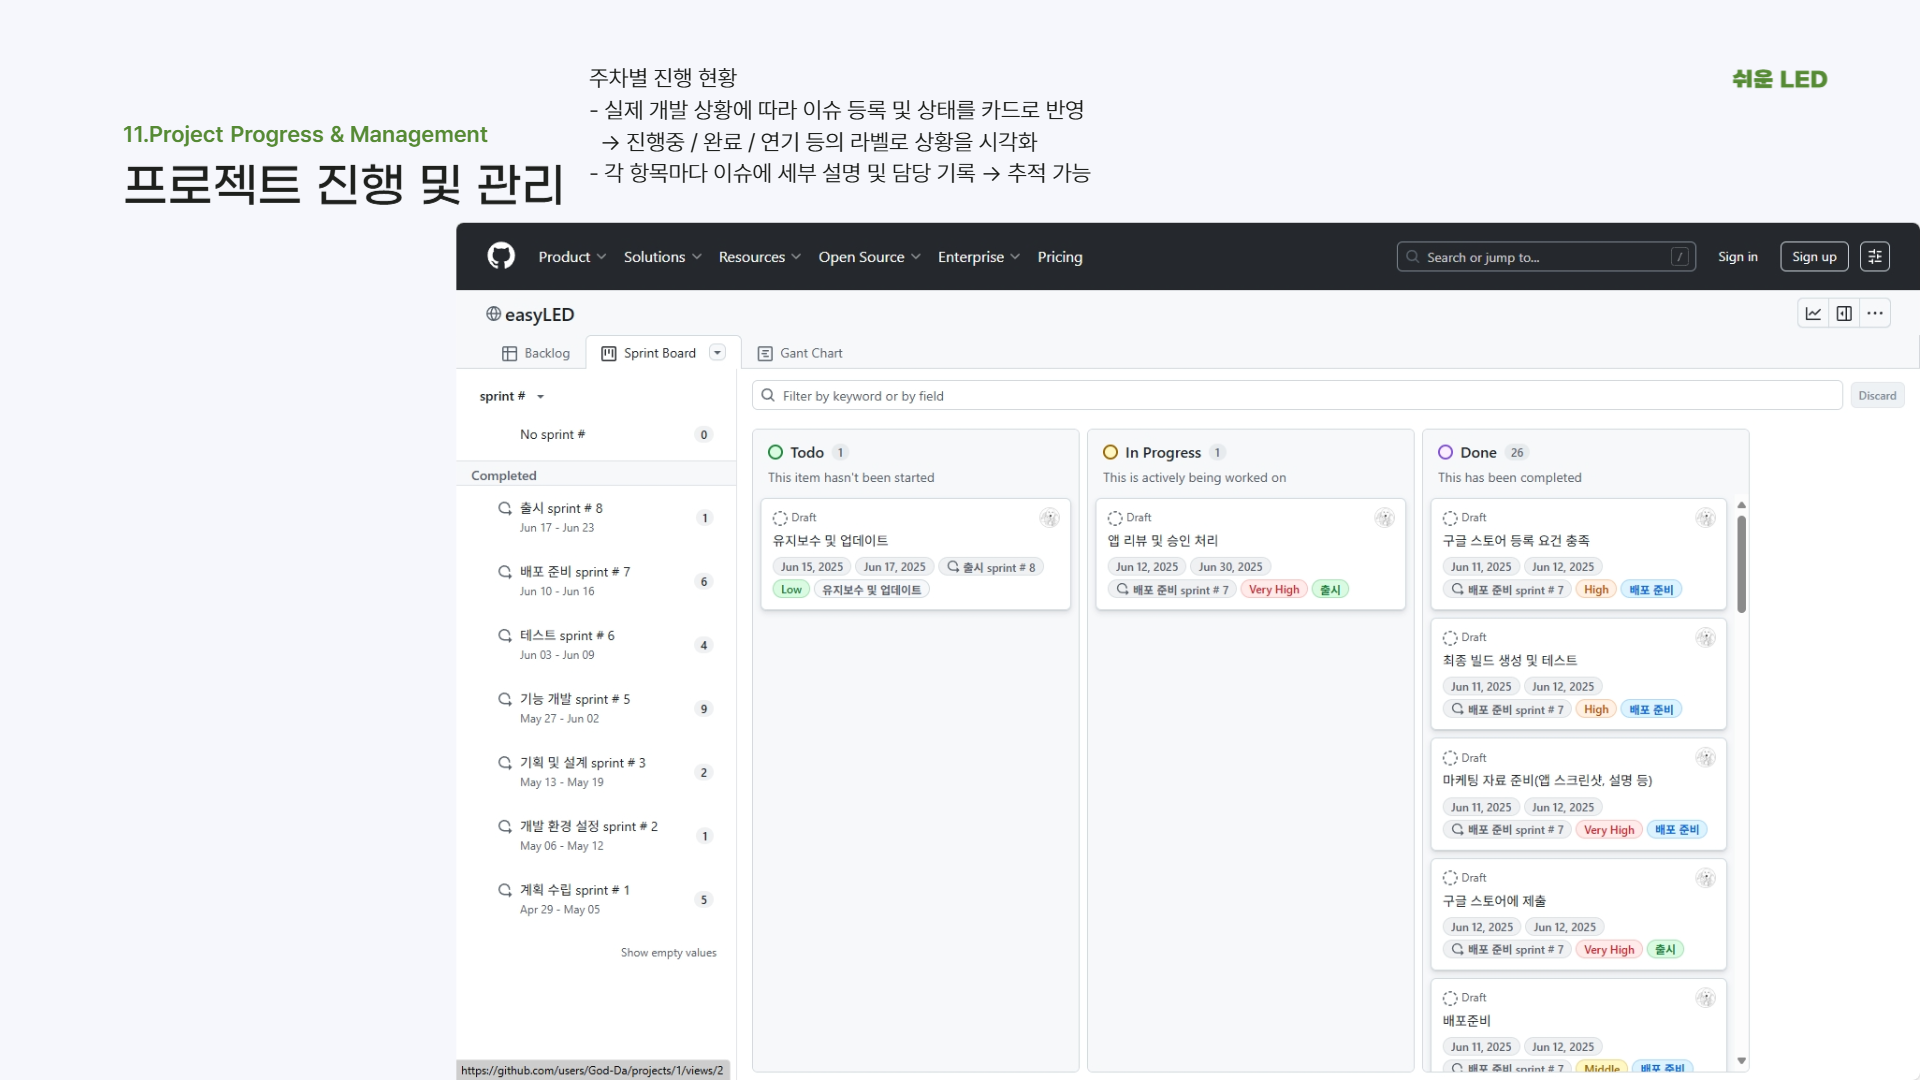 주차별 진행 현황
- 실제 개발 상황에 따라 이슈 등록 및 상태를 카드로 반영
→ 진행중 / 완료 / 연기 등의 라벨로 상황을 시각화
- 각 항목마다 이슈에 세부 설명 및 담당 기록 → 추적 가능
쉬운 LED
11.Project Progress & Management
프로젝트 진행 및 관리
Product Solutions Resources Open Source Enterprise Pricing
Search or jump to... /
Sign in
Sign up
easyLED
Backlog
Sprint Board
Gant Chart
sprint #
No sprint # 0
Completed
출시 sprint # 8 1
Jun 17 - Jun 23
배포 준비 sprint # 7 6
Jun 10 - Jun 16
테스트 sprint # 6 4
Jun 03 - Jun 09
기능 개발 sprint # 5 9
May 27 - Jun 02
기획 및 설계 sprint # 3 2
May 13 - May 19
개발 환경 설정 sprint # 2 1
May 06 - May 12
계획 수립 sprint # 1 5
Apr 29 - May 05
Show empty values
Filter by keyword or by field
Discard
Todo 1
This item hasn't been started
Draft
유지보수 및 업데이트
Jun 15, 2025 Jun 17, 2025 출시 sprint # 8
Low 유지보수 및 업데이트
In Progress 1
This is actively being worked on
Draft
앱 리뷰 및 승인 처리
Jun 12, 2025 Jun 30, 2025
배포 준비 sprint # 7 Very High 출시
Done 26
This has been completed
Draft
구글 스토어 등록 요건 충족
Jun 11, 2025 Jun 12, 2025
배포 준비 sprint # 7 High 배포 준비
Draft
최종 빌드 생성 및 테스트
Jun 11, 2025 Jun 12, 2025
배포 준비 sprint # 7 High 배포 준비
Draft
마케팅 자료 준비(앱 스크린샷, 설명 등)
Jun 11, 2025 Jun 12, 2025
배포 준비 sprint # 7 Very High 배포 준비
Draft
구글 스토어에 제출
Jun 12, 2025 Jun 12, 2025
배포 준비 sprint # 7 Very High 출시
Draft
배포준비
Jun 11, 2025 Jun 12, 2025
배포 준비 sprint # 7 Middle 배포 준비
https://github.com/users/God-Da/projects/1/views/2